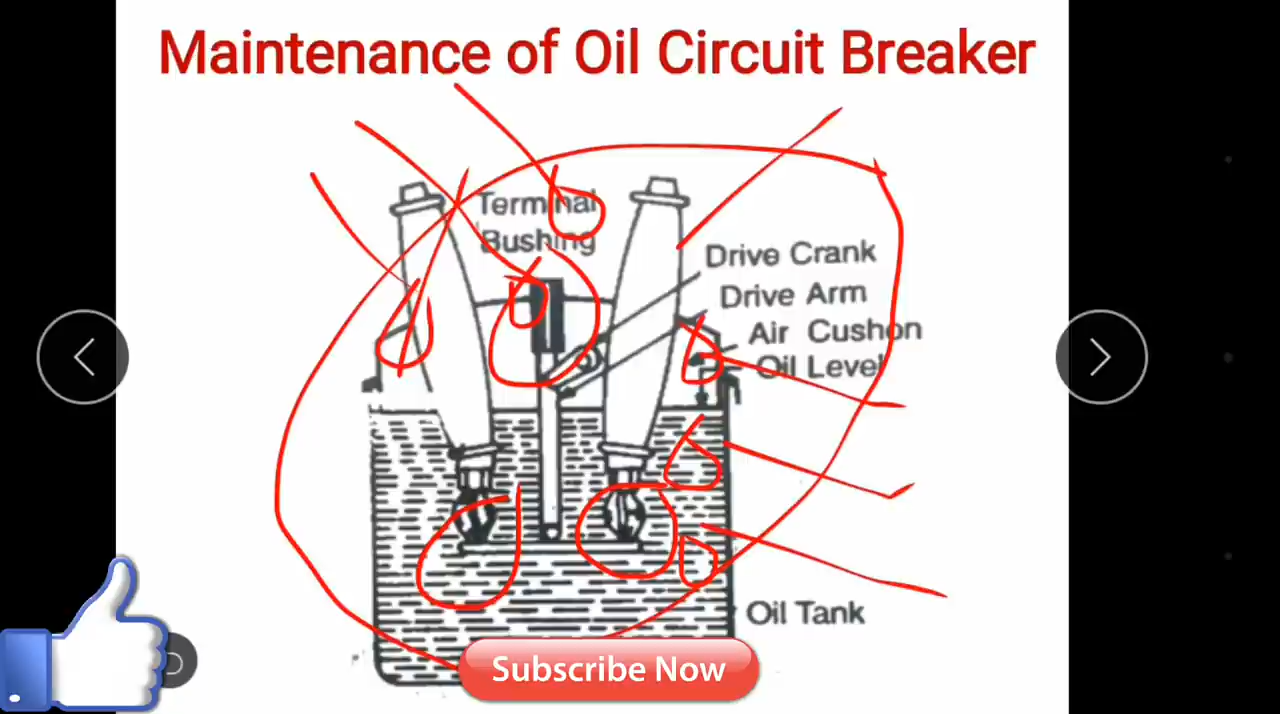 Maintenance of Oil Circuit Breaker
Terminal
Bushing
Drive Crank
Drive Arm
Air Cushon
Oil Level
Oil Tank
Subscribe Now